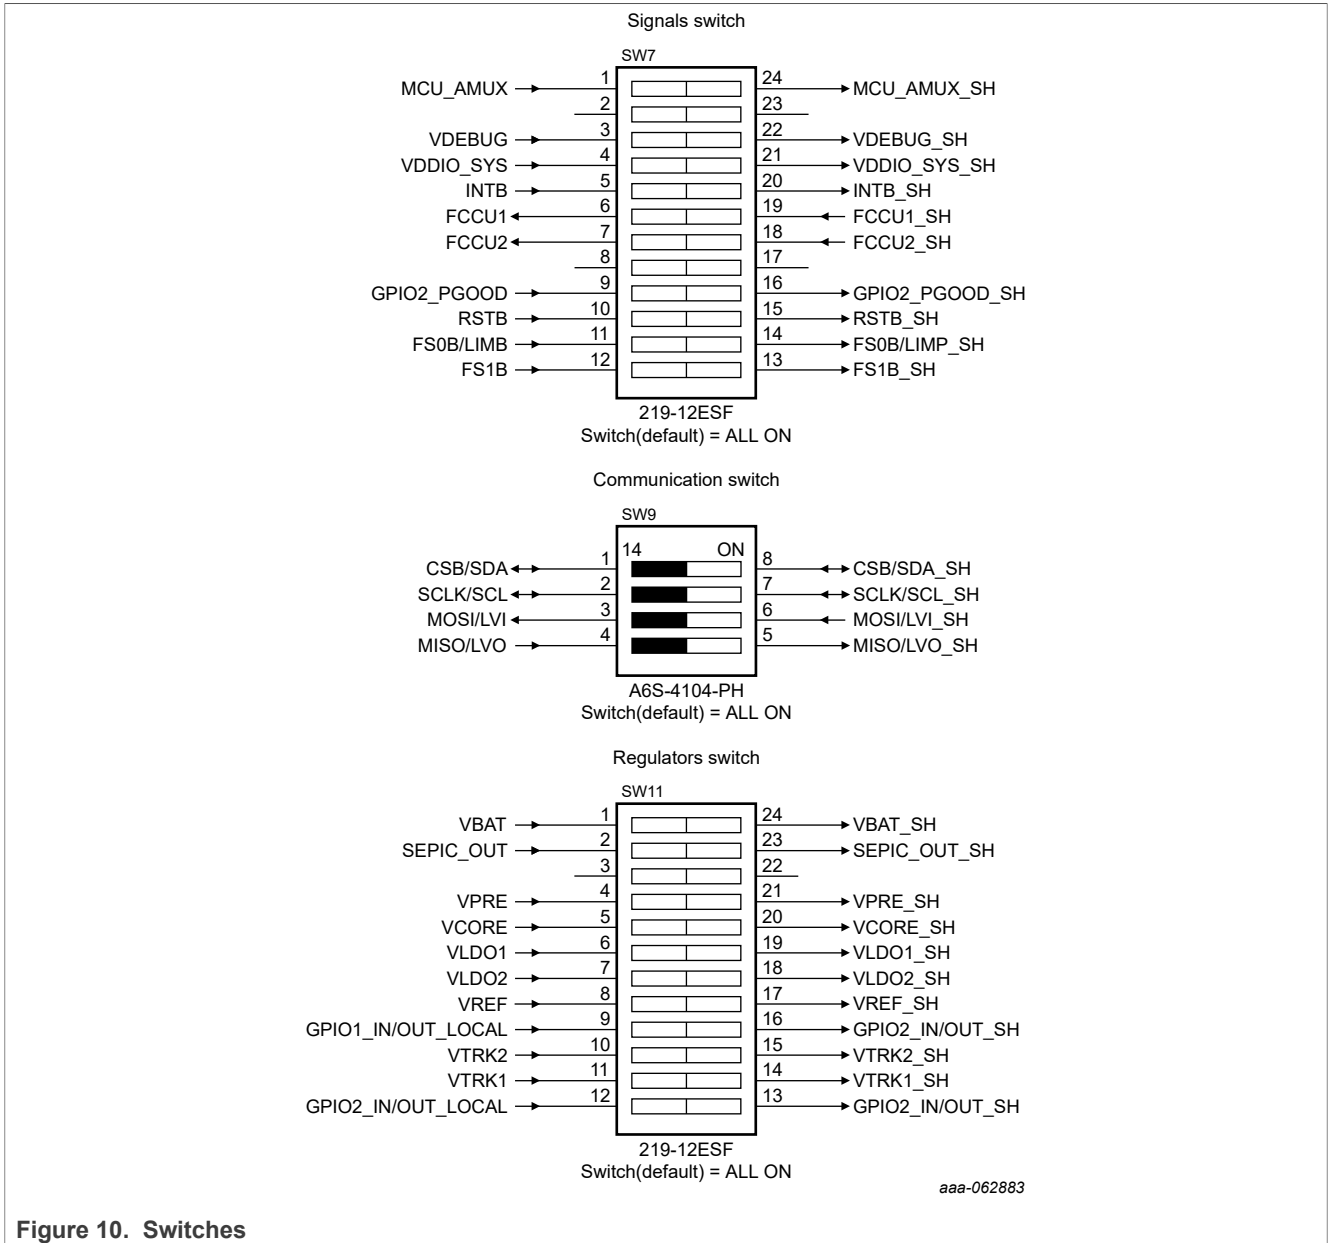 Signals switch
SW7
MCU_AMUX 1 24 MCU_AMUX_SH
2 23
VDEBUG 3 22 VDEBUG_SH
VDDIO_SYS 4 21 VDDIO_SYS_SH
INTB 5 20 INTB_SH
FCCU1 6 19 FCCU1_SH
FCCU2 7 18 FCCU2_SH
8 17
GPIO2_PGOOD 9 16 GPIO2_PGOOD_SH
RSTB 10 15 RSTB_SH
FS0B/LIMB 11 14 FS0B/LIMP_SH
FS1B 12 13 FS1B_SH
219-12ESF
Switch(default) = ALL ON
Communication switch
SW9
14 ON
CSB/SDA 1 8 CSB/SDA_SH
SCLK/SCL 2 7 SCLK/SCL_SH
MOSI/LVI 3 6 MOSI/LVI_SH
MISO/LVO 4 5 MISO/LVO_SH
A6S-4104-PH
Switch(default) = ALL ON
Regulators switch
SW11
VBAT 1 24 VBAT_SH
SEPIC_OUT 2 23 SEPIC_OUT_SH
3 22
VPRE 4 21 VPRE_SH
VCORE 5 20 VCORE_SH
VLDO1 6 19 VLDO1_SH
VLDO2 7 18 VLDO2_SH
VREF 8 17 VREF_SH
GPIO1_IN/OUT_LOCAL 9 16 GPIO2_IN/OUT_SH
VTRK2 10 15 VTRK2_SH
VTRK1 11 14 VTRK1_SH
GPIO2_IN/OUT_LOCAL 12 13 GPIO2_IN/OUT_SH
219-12ESF
Switch(default) = ALL ON
aaa-062883
Figure 10. Switches